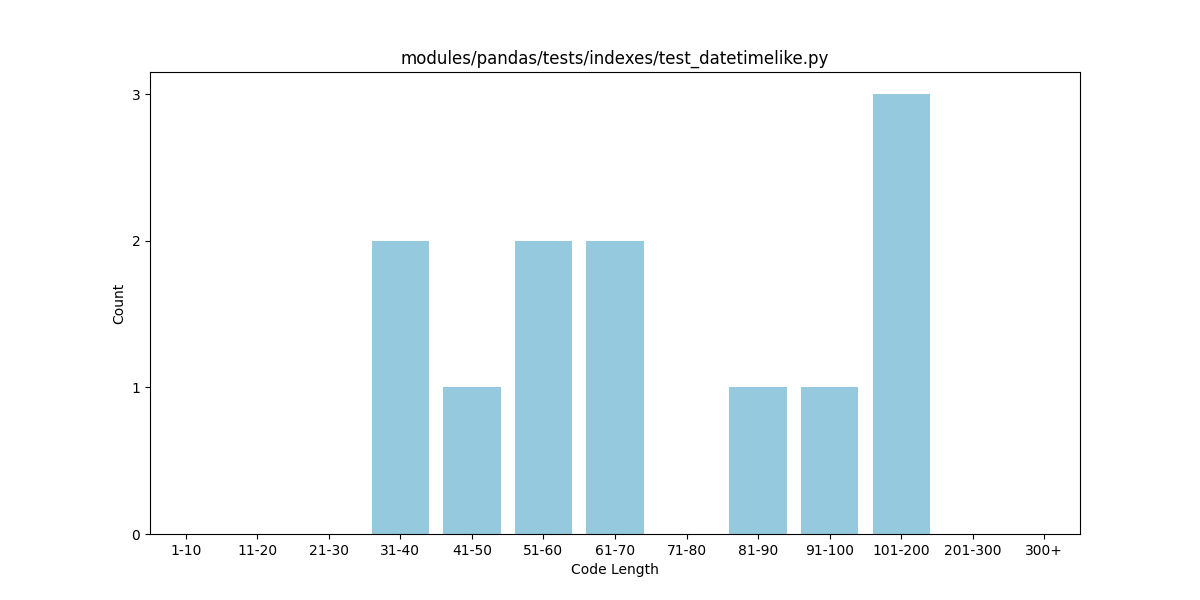 modules/pandas/tests/indexes/test_datetimelike.py
3
2
1
0
Count
1-10 11-20 21-30 31-40 41-50 51-60 61-70 71-80 81-90 91-100 101-200 201-300 300+
Code Length